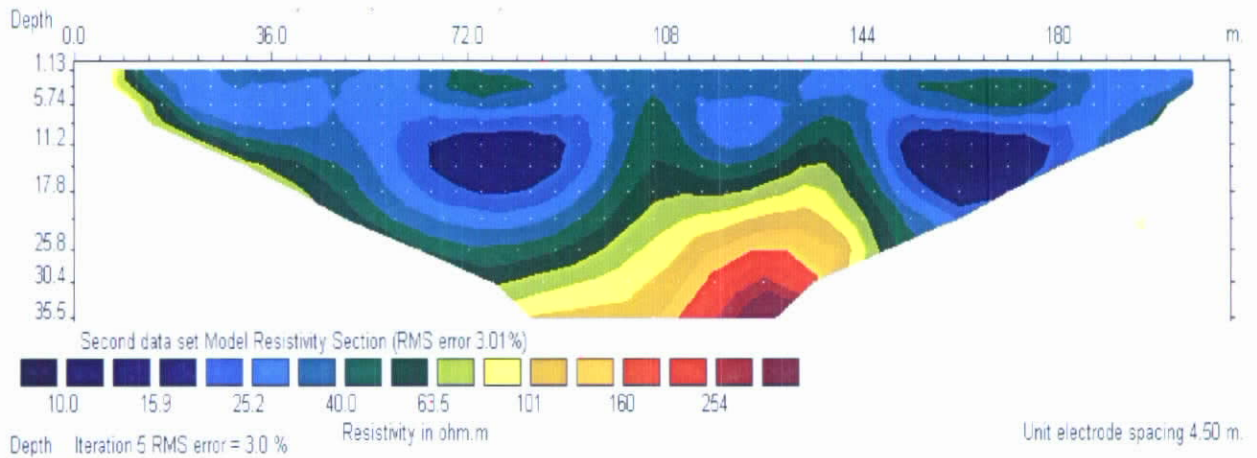 Depth
0.0 36.0 72.0 108 144 180 m.
1.13
5.74
11.2
17.8
25.8
30.4
35.5
Second data set Model Resistivity Section (RMS error 3.01%)
10.0 15.9 25.2 40.0 63.5 101 160 254
Resistivity in ohm.m
Unit electrode spacing 4.50 m.
Depth Iteration 5 RMS error = 3.0 %